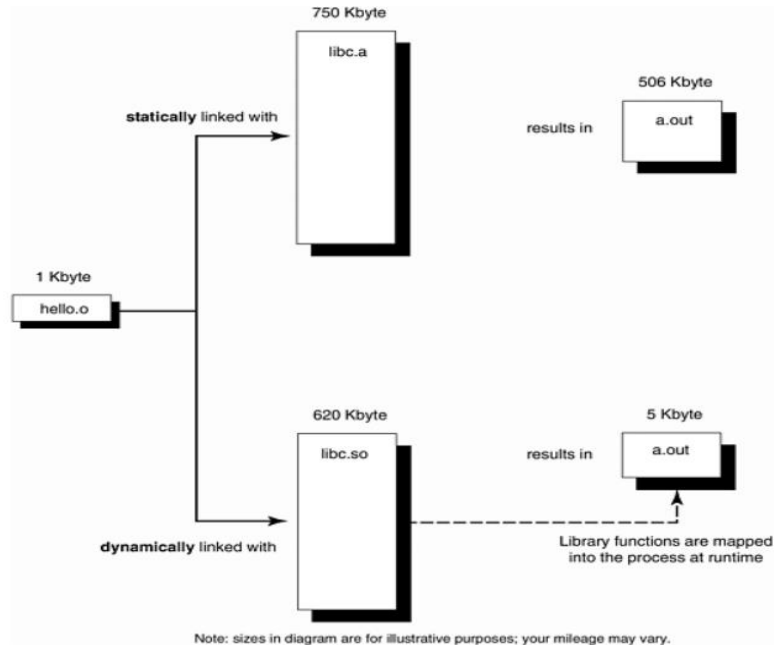 750 Kbyte
libc.a
506 Kbyte
a.out
statically linked with
results in
1 Kbyte
hello.o
620 Kbyte
libc.so
5 Kbyte
a.out
results in
dynamically linked with
Library functions are mapped
into the process at runtime
Note: sizes in diagram are for illustrative purposes; your mileage may vary.